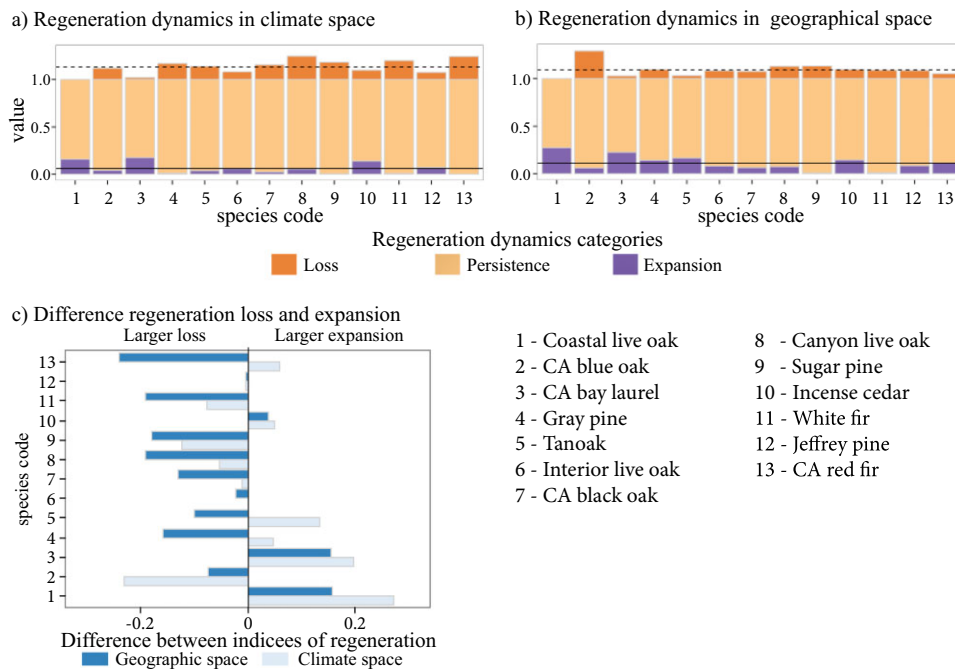 a) Regeneration dynamics in climate space
b) Regeneration dynamics in  geographical space
value
1.0
0.5
0.0
1 2 3 4 5 6 7 8 9 10 11 12 13
species code
1.0
0.5
0.0
1 2 3 4 5 6 7 8 9 10 11 12 13
species code
Regeneration dynamics categories
Loss Persistence Expansion
c) Difference regeneration loss and expansion
Larger loss Larger expansion
species code
13
12
11
10
9
8
7
6
5
4
3
2
1
-0.2 0 0.2
Difference between indicees of regeneration
Geographic space Climate space
1 - Coastal live oak
2 - CA blue oak
3 - CA bay laurel
4 - Gray pine
5 - Tanoak
6 - Interior live oak
7 - CA black oak
8 - Canyon live oak
9 - Sugar pine
10 - Incense cedar
11 - White fir
12 - Jeffrey pine
13 - CA red fir